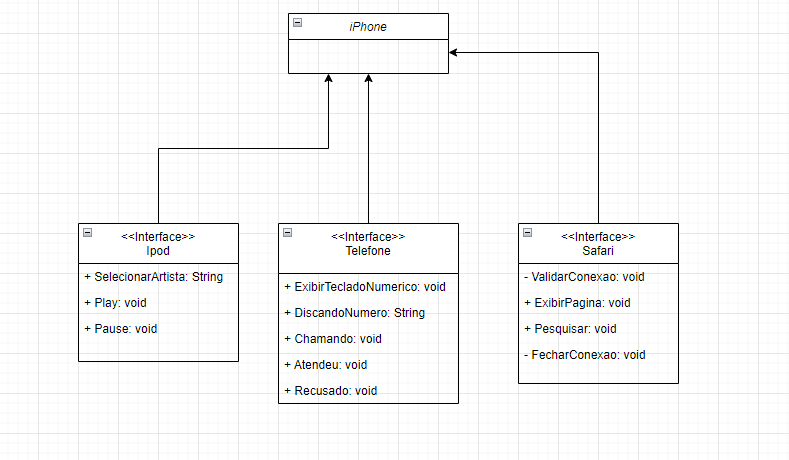 iPhone
<<Interface>>
Ipod
+ SelecionarArtista: String
+ Play: void
+ Pause: void
<<Interface>>
Telefone
+ ExibirTecladoNumerico: void
+ DiscandoNumero: String
+ Chamando: void
+ Atendeu: void
+ Recusado: void
<<Interface>>
Safari
- ValidarConexao: void
+ ExibirPagina: void
+ Pesquisar: void
- FecharConexao: void